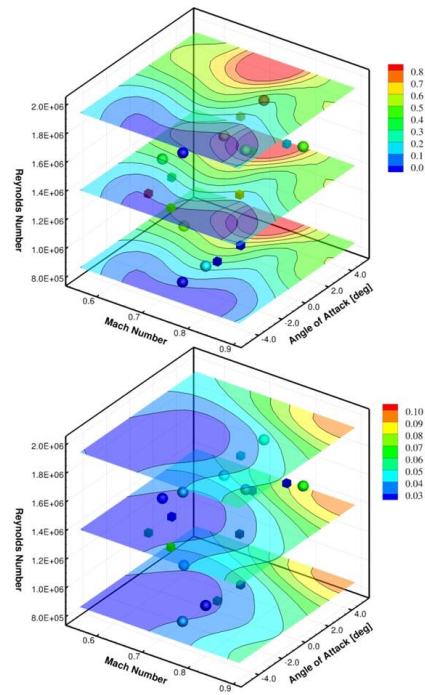 0.8
0.7
0.6
0.5
0.4
0.3
0.2
0.1
0.0
2.0E+06
1.8E+06
1.6E+06
1.4E+06
1.2E+06
1.0E+06
8.0E+05
Reynolds Number
0.6
0.7
0.8
0.9
Mach Number
-4.0
-2.0
0.0
2.0
4.0
Angle of Attack [deg]
0.10
0.10
0.09
0.08
0.07
0.06
0.05
0.04
0.03
2.0E+06
1.8E+06
1.6E+06
1.4E+06
1.2E+06
1.0E+06
8.0E+05
Reynolds Number
0.6
0.7
0.8
0.9
Mach Number
-4.0
-2.0
0.0
2.0
4.0
Angle of Attack [deg]